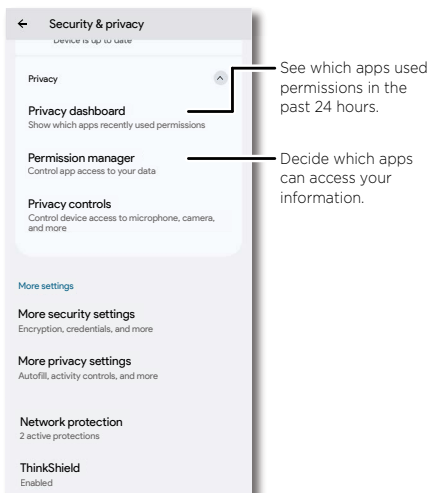 Security & privacy
Device is up to date
Privacy
Privacy dashboard
Show which apps recently used permissions
Permission manager
Control app access to your data
Privacy controls
Control device access to microphone, camera,
and more
More settings
More security settings
Encryption, credentials, and more
More privacy settings
Autofill, activity controls, and more
Network protection
2 active protections
ThinkShield
Enabled
See which apps used
permissions in the
past 24 hours.
Decide which apps
can access your
information.